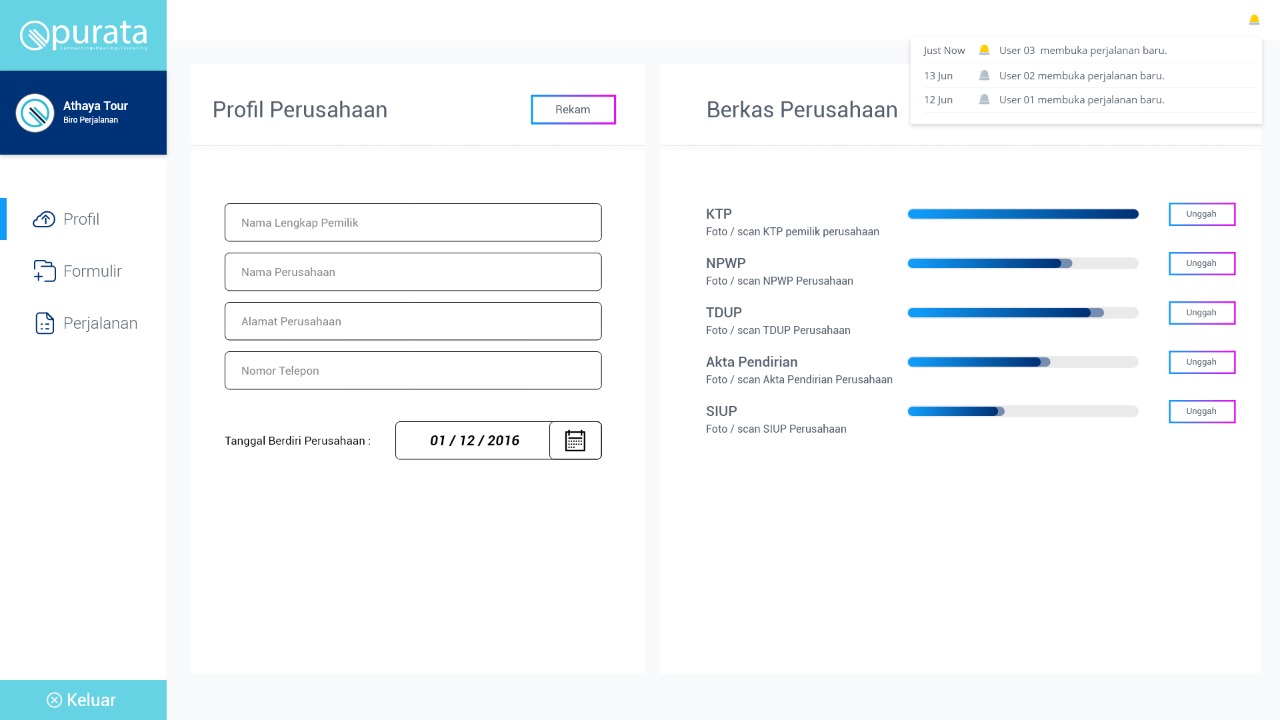 purata
Athaya Tour
Biro Perjalanan
Profil
Formulir
Perjalanan
Keluar
Profil Perusahaan
Rekam
Nama Lengkap Pemilik
Nama Perusahaan
Alamat Perusahaan
Nomor Telepon
Tanggal Berdiri Perusahaan :
01 / 12 / 2016
Berkas Perusahaan
Just Now User 03 membuka perjalanan baru.
13 Jun User 02 membuka perjalanan baru.
12 Jun User 01 membuka perjalanan baru.
KTP
Foto / scan KTP pemilik perusahaan
Unggah
NPWP
Foto / scan NPWP Perusahaan
Unggah
TDUP
Foto / scan TDUP Perusahaan
Unggah
Akta Pendirian
Foto / scan Akta Pendirian Perusahaan
Unggah
SIUP
Foto / scan SIUP Perusahaan
Unggah